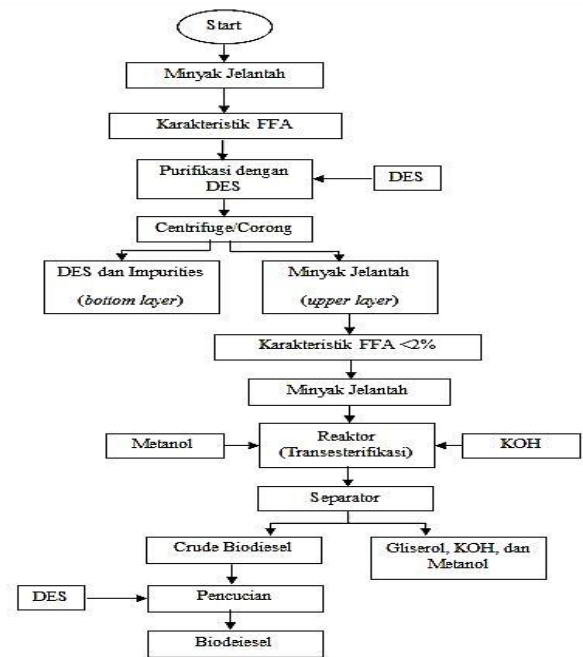 Start
Minyak Jelantah
Karakteristik FFA
Purifikasi dengan
DES
DES
Centrifuge/Corong
DES dan Impurities
(bottom layer)
Minyak Jelantah
(upper layer)
Karakteristik FFA <2%
Minyak Jelantah
Metanol
Reaktor
(Transesterifikasi)
KOH
Separator
Crude Biodiesel
Gliserol, KOH, dan
Metanol
DES
Pencucian
Biodeiesel